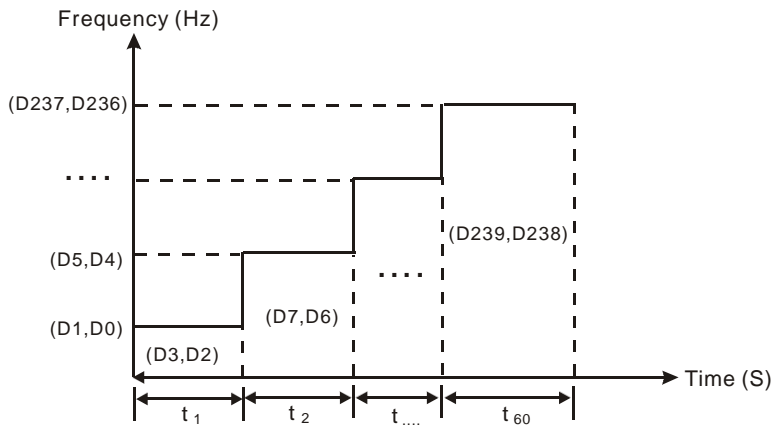 Frequency (Hz)
(D237,D236)
....
(D5,D4)
(D1,D0)
(D3,D2)
(D7,D6)
....
(D239,D238)
Time (S)
t1
t2
t....
t60